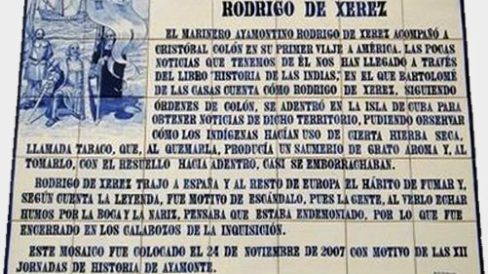 RODRIGO DE XEREZ
EL MARINERO AYAMONTINO RODRIGO DE XEREZ ACOMPAÑÓ A
CRISTÓBAL COLÓN EN SU PRIMER VIAJE A AMÉRICA. LAS POCAS
NOTICIAS QUE TENEMOS DE ÉL NOS HAN LLEGADO A TRAVÉS
DEL LIBRO "HISTORIA DE LAS INDIAS", EN EL QUE BARTOLOMÉ
DE LAS CASAS CUENTA CÓMO RODRIGO DE XEREZ, SIGUIENDO
ÓRDENES DE COLÓN, SE ADENTRÓ EN LA ISLA DE CUBA PARA
OBTENER NOTICIAS DE DICHO TERRITORIO, PUDIENDO OBSERVAR
CÓMO LOS INDÍGENAS HACÍAN USO DE CIERTA HIERBA SECA,
LLAMADA TABACO, QUE, AL QUEMARLA, PRODUCÍA UN SAUMERIO DE GRATO AROMA Y, AL
TOMARLO, CON EL RESUELLO HACIA ADENTRO, CASI SE EMBORRACHABAN.
RODRIGO DE XEREZ TRAJO A ESPAÑA Y AL RESTO DE EUROPA EL HÁBITO DE FUMAR Y,
SEGÚN CUENTA LA LEYENDA, FUE MOTIVO DE ESCÁNDALO, PUES LA GENTE, AL VERLO ECHAR
HUMOS POR LA BOCA Y LA NARIZ, PENSABA QUE ESTABA ENDEMONIADO, POR LO QUE FUE
ENCERRADO EN LOS CALABOZOS DE LA INQUISICIÓN.
ESTE MOSAICO FUE COLOCADO EL 24 DE NOVIEMBRE DE 2007 CON MOTIVO DE LAS XII
JORNADAS DE HISTORIA DE AYAMONTE.